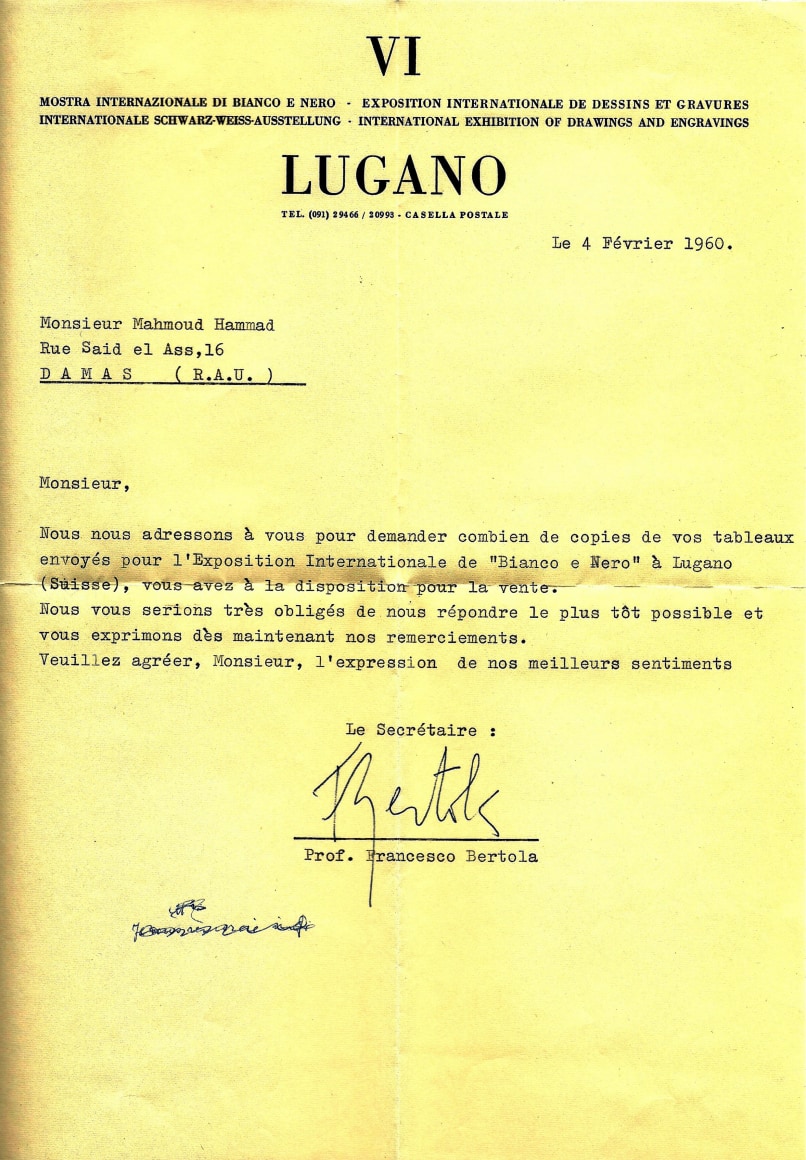 VI
MOSTRA INTERNAZIONALE DI BIANCO E NERO - EXPOSITION INTERNATIONALE DE DESSINS ET GRAVURES
INTERNATIONALE SCHWARZ-WEISS-AUSSTELLUNG · INTERNATIONAL EXHIBITION OF DRAWINGS AND ENGRAVINGS
LUGANO
TEL. (091) 29466 / 20993 - CASELLA POSTALE
Le 4 Février 1960.
Monsieur Mahmoud Hammad
Rue Said el Ass,16
D A M A S ( R.A.U. )
Monsieur,
Nous nous adressons à vous pour demander combien de copies de vos tableaux
envoyés pour l'Exposition Internationale de "Bianco e Nero" à Lugano
(Suisse), vous avez à la disposition pour la vente.
Nous vous serions très obligés de nous répondre le plus tôt possible et
vous exprimons dès maintenant nos remerciements.
Veuillez agréer, Monsieur, l'expression de nos meilleurs sentiments
Le Secrétaire :
FBertola
Prof. Francesco Bertola